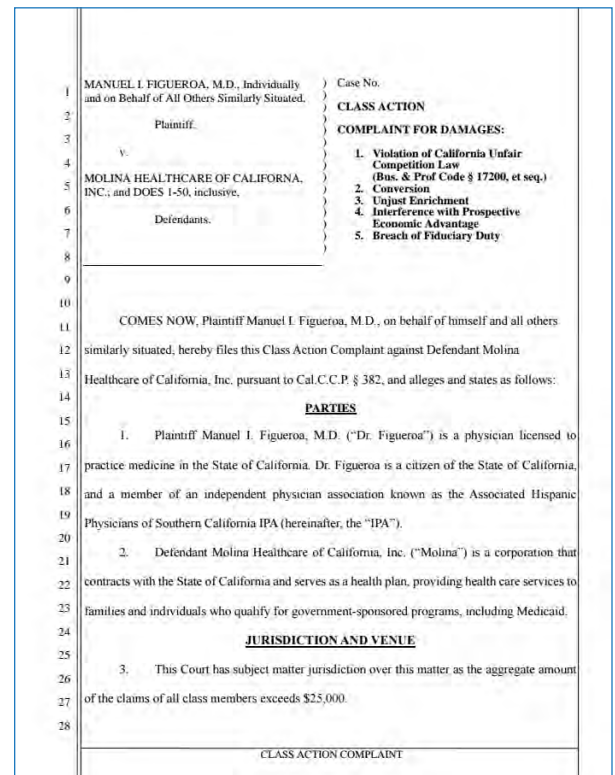 MANUEL I. FIGUEROA, M.D., Individually
and on Behalf of All Others Similarly Situated,
Plaintiff,
v.
MOLINA HEALTHCARE OF CALIFORNA,
INC.; and DOES 1-50, inclusive,
Defendants.
) Case No.
)
) CLASS ACTION
)
) COMPLAINT FOR DAMAGES:
)
) 1. Violation of California Unfair
) Competition Law
) (Bus. & Prof Code § 17200, et seq.)
) 2. Conversion
) 3. Unjust Enrichment
) 4. Interference with Prospective
) Economic Advantage
) 5. Breach of Fiduciary Duty
)
1
2
3
4
5
6
7
8
9
10
11
12
13
14
15
16
17
18
19
20
21
22
23
24
25
26
27
28
COMES NOW, Plaintiff Manuel I. Figueroa, M.D., on behalf of himself and all others
similarly situated, hereby files this Class Action Complaint against Defendant Molina
Healthcare of California, Inc. pursuant to Cal.C.C.P. § 382, and alleges and states as follows:
PARTIES
1. Plaintiff Manuel I. Figueroa, M.D. (“Dr. Figueroa”) is a physician licensed to
practice medicine in the State of California. Dr. Figueroa is a citizen of the State of California,
and a member of an independent physician association known as the Associated Hispanic
Physicians of Southern California IPA (hereinafter, the “IPA”).
2. Defendant Molina Healthcare of California, Inc. (“Molina”) is a corporation that
contracts with the State of California and serves as a health plan, providing health care services to
families and individuals who qualify for government-sponsored programs, including Medicaid.
JURISDICTION AND VENUE
3. This Court has subject matter jurisdiction over this matter as the aggregate amount
of the claims of all class members exceeds $25,000.
CLASS ACTION COMPLAINT